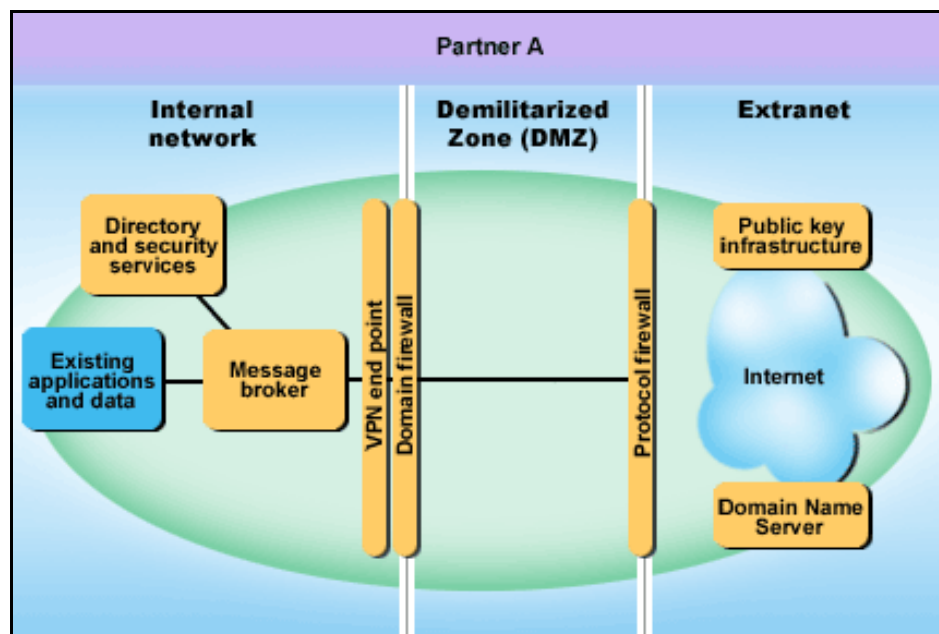 Partner A
Internal
network
Demilitarized
Zone (DMZ)
Extranet
Directory
and security
services
Existing
applications
and data
Message
broker
VPN end point
Domain firewall
Protocol firewall
Public key
infrastructure
Internet
Domain Name
Server